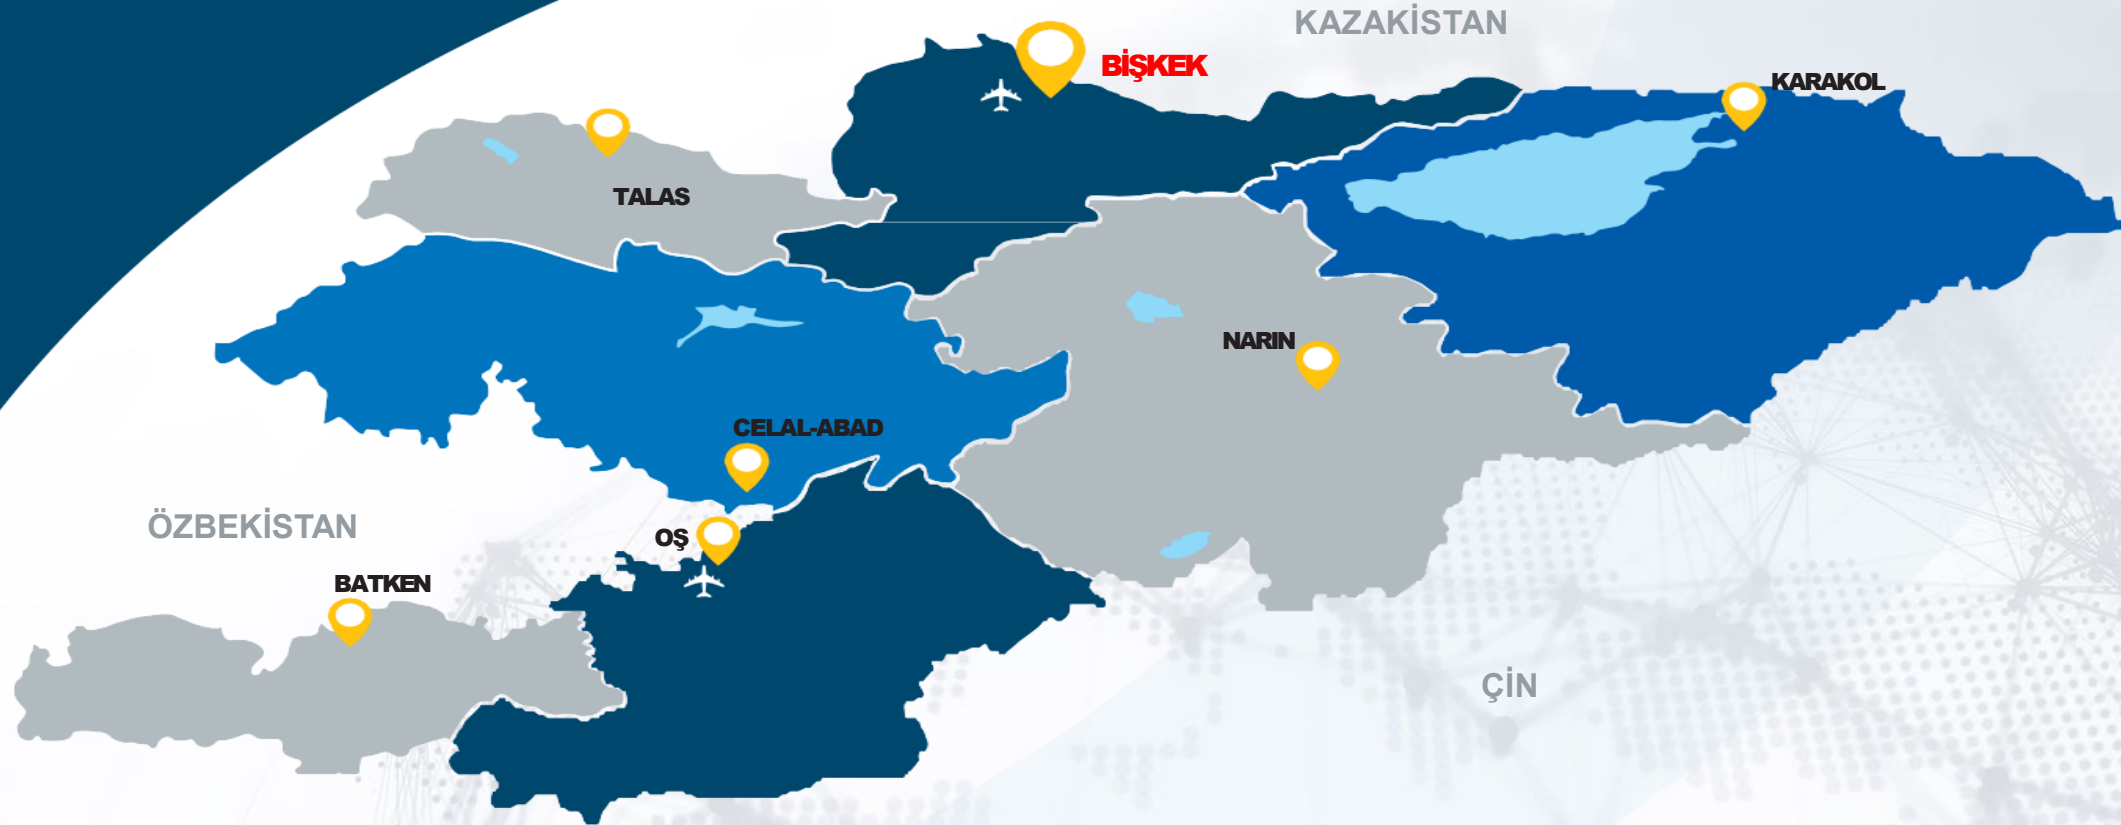 KAZAKİSTAN
BİŞKEK
KARAKOL
TALAS
NARIN
CELAL-ABAD
ÖZBEKİSTAN
OŞ
BATKEN
ÇİN